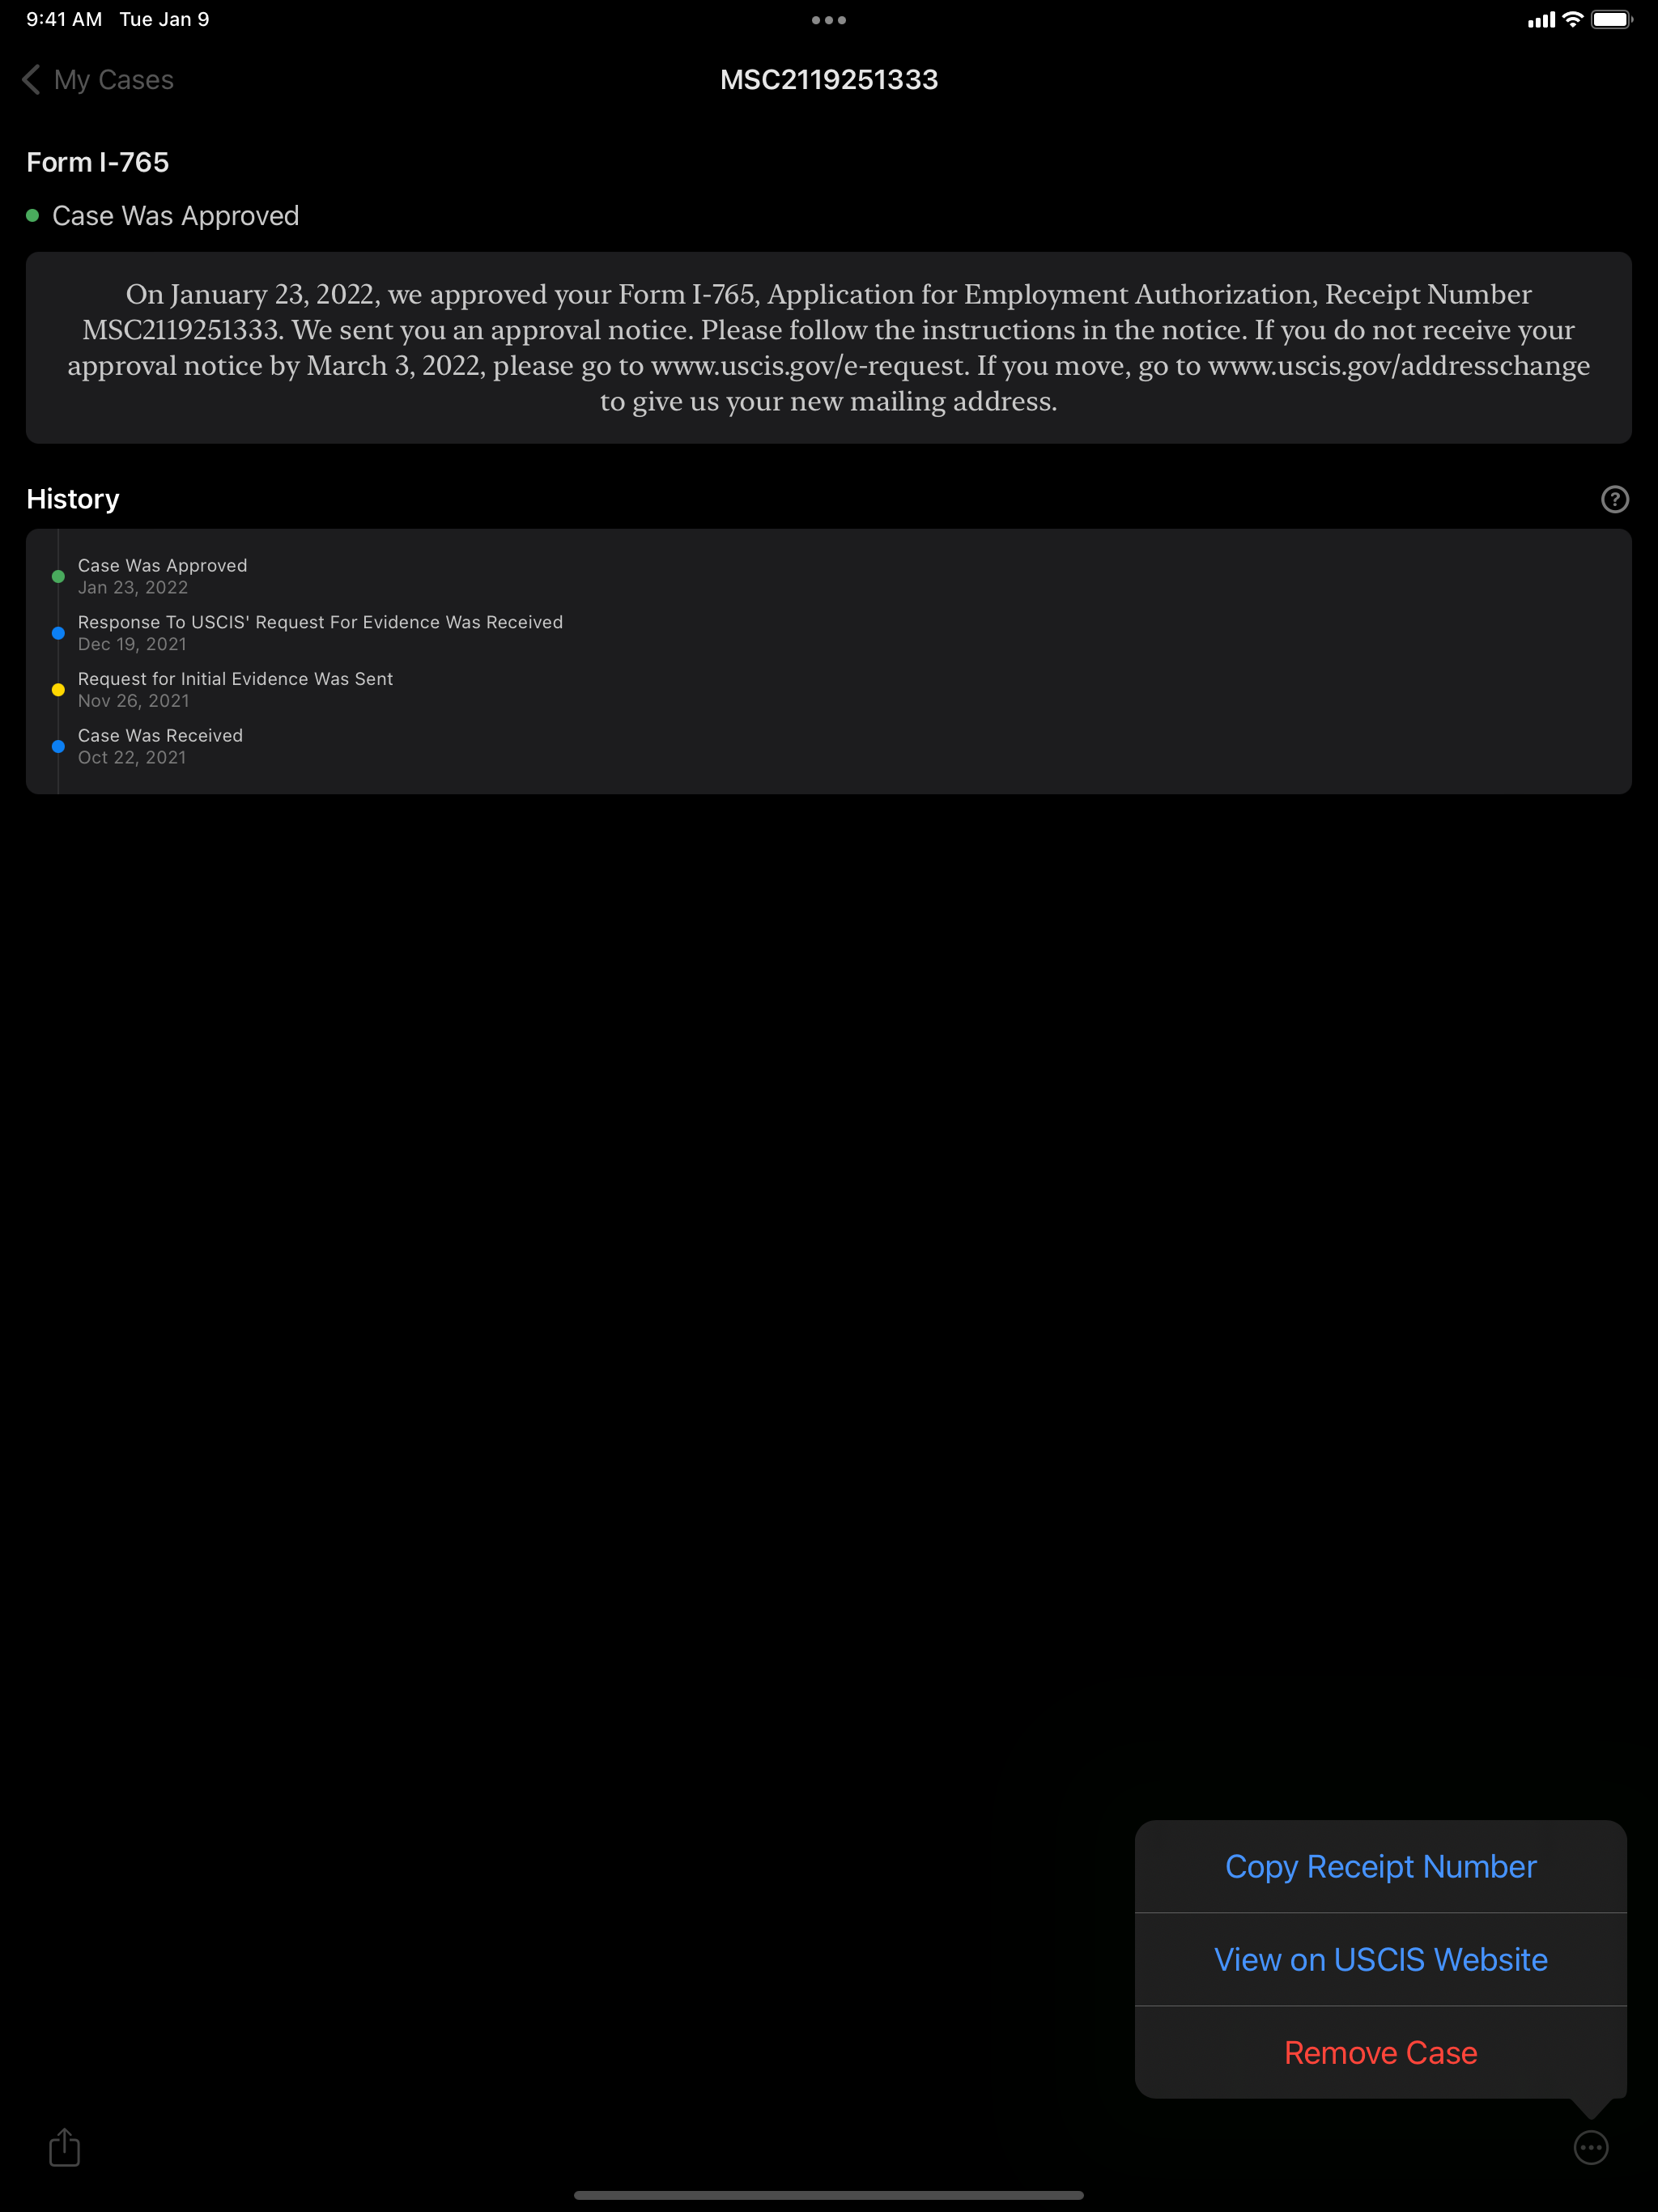 9:41 AM Tue Jan 9
My Cases
MSC2119251333
Form I-765
Case Was Approved
On January 23, 2022, we approved your Form I-765, Application for Employment Authorization, Receipt Number
MSC2119251333. We sent you an approval notice. Please follow the instructions in the notice. If you do not receive your
approval notice by March 3, 2022, please go to www.uscis.gov/e-request. If you move, go to www.uscis.gov/addresschange
to give us your new mailing address.
History
?
Case Was Approved
Jan 23, 2022
Response To USCIS' Request For Evidence Was Received
Dec 19, 2021
Request for Initial Evidence Was Sent
Nov 26, 2021
Case Was Received
Oct 22, 2021
Copy Receipt Number
View on USCIS Website
Remove Case